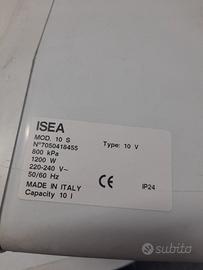 ISEA
MOD. 10 S
Nº7050418455 Type: 10 V
800 kPa
1200 W
220-240 V~
50/60 Hz
MADE IN ITALY CE IP24
Capacity 10 l
subito